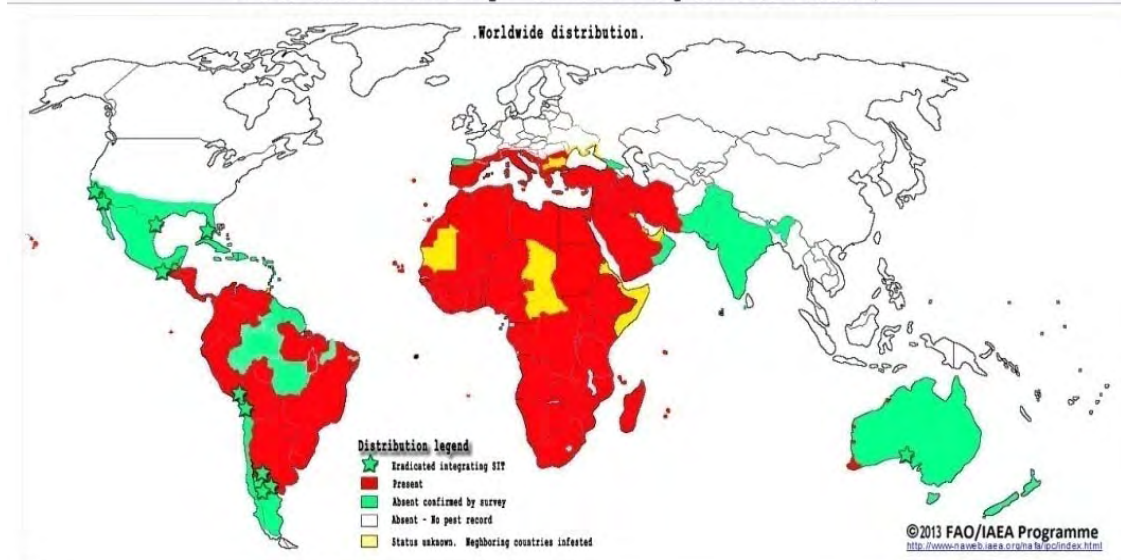 .Worldwide distribution.
Distribution legend
Eradicated integrating SIT
Present
Absent confirmed by survey
Absent - No pest record
Status unknown. Neighboring countries infested
©2013 FAO/IAEA Programme
http://www-naweb.iaea.org/nafa/ipc/index.html